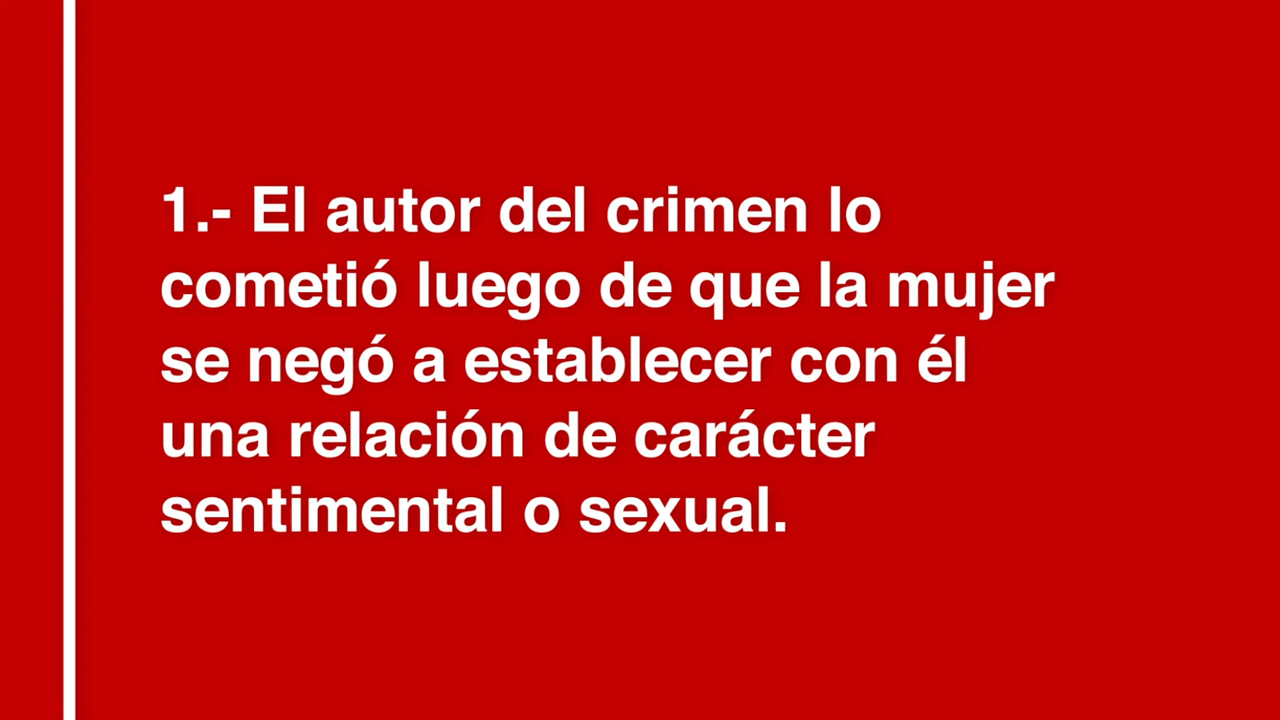 1.- El autor del crimen lo
cometió luego de que la mujer
se negó a establecer con él
una relación de carácter
sentimental o sexual.